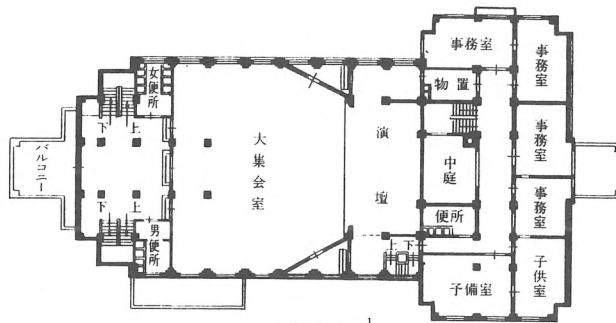 事務室
事務室
女便所
物置
下 上
大集会室
演壇
事務室
中庭
バルコニー
下 上
便所
事務室
男便所
上 下
予備室
子供室
1